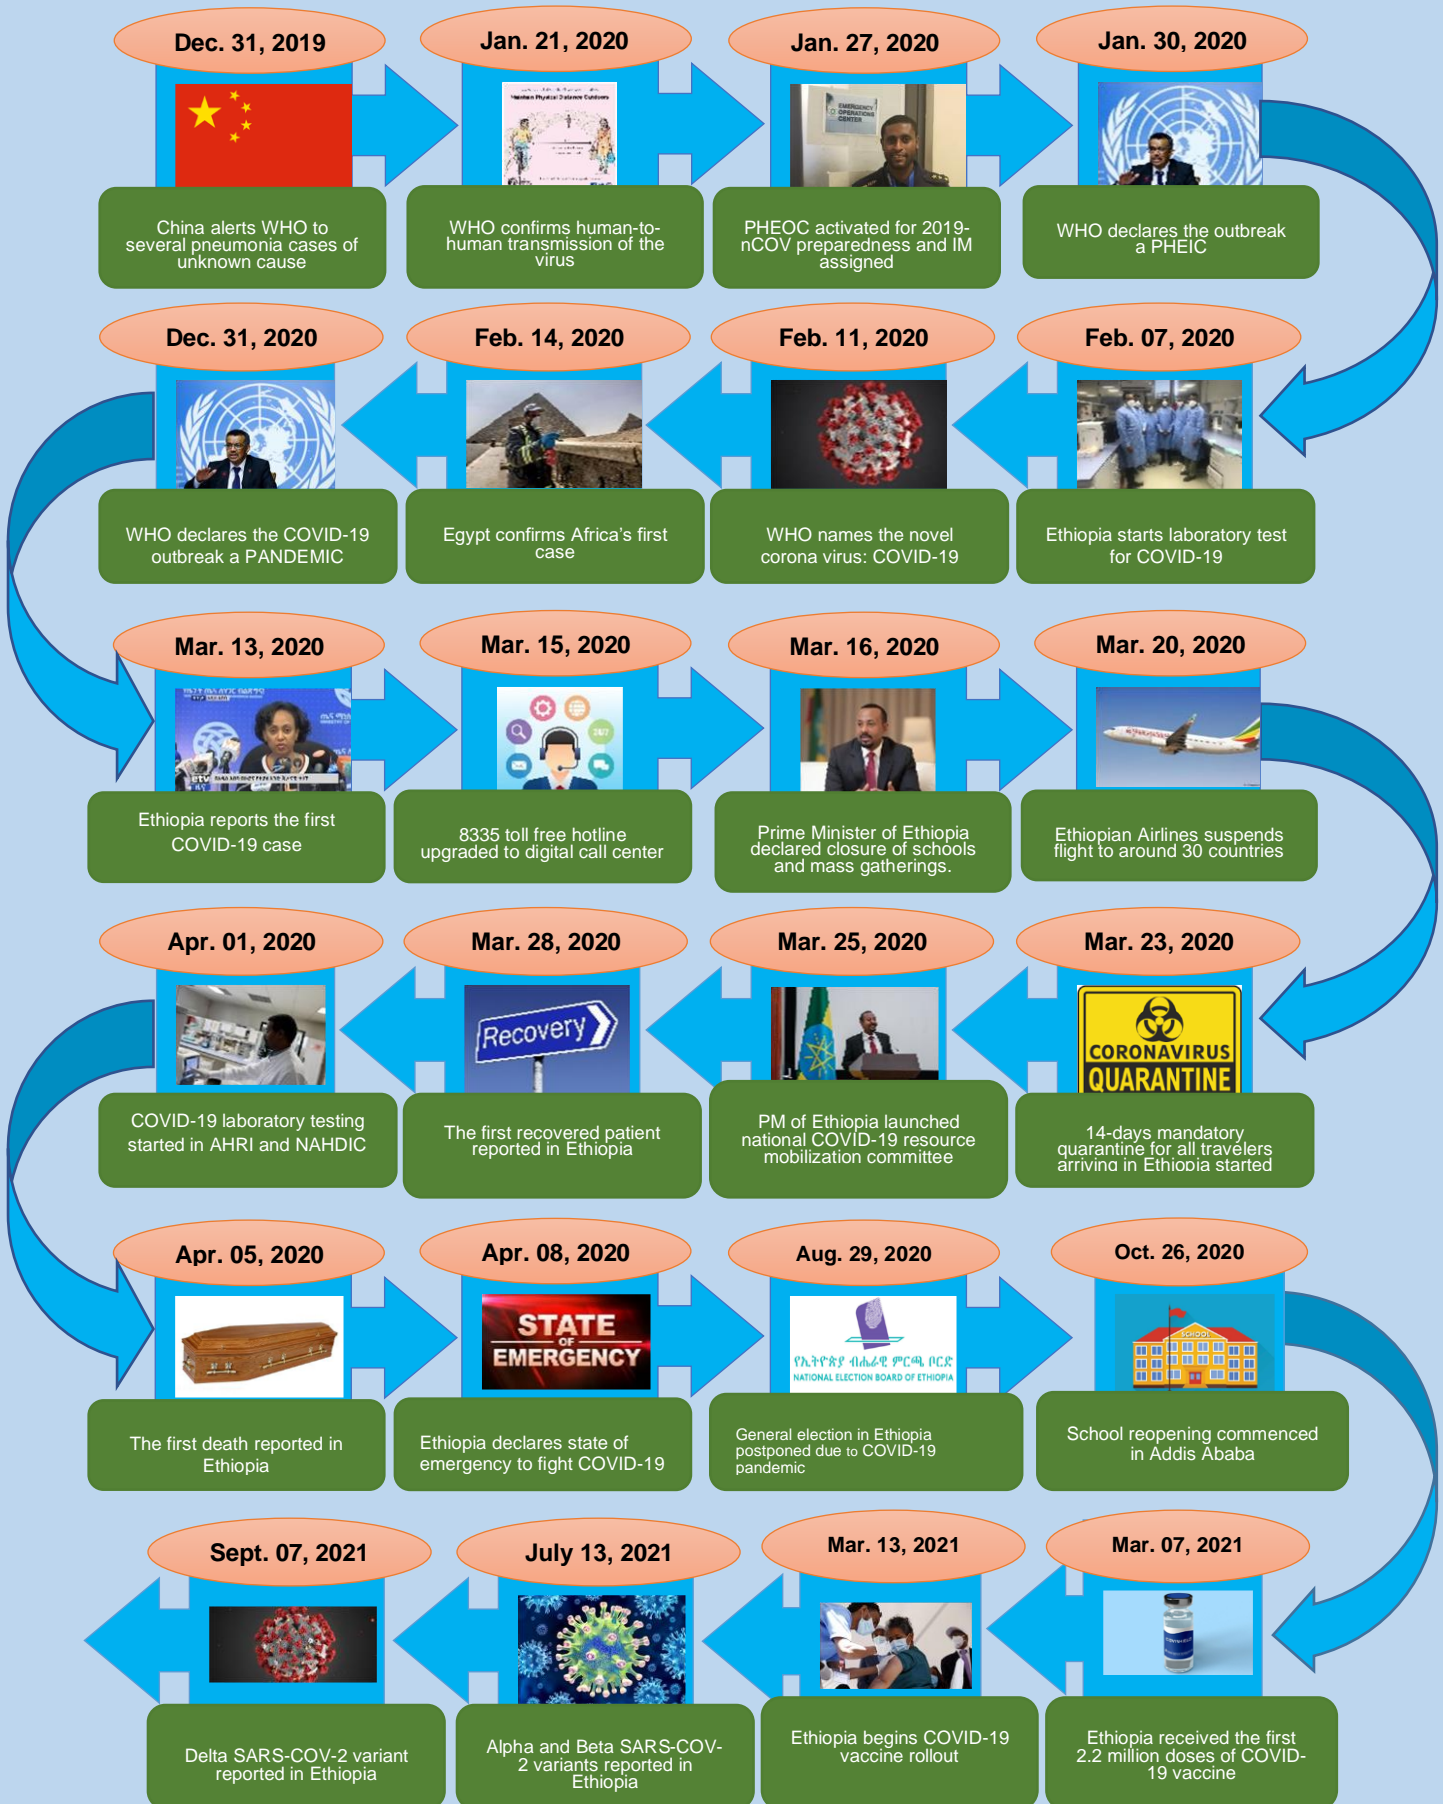 Dec. 31, 2019
China alerts WHO to
several pneumonia cases of
unknown cause
Jan. 21, 2020
Maintain Physical Distance Outdoors
WHO confirms human-to-
human transmission of the
virus
Jan. 27, 2020
EMERGENCY
OPERATIONS
CENTER
PHEOC activated for 2019-
nCOV preparedness and IM
assigned
Jan. 30, 2020
WHO declares the outbreak
a PHEIC
Feb. 07, 2020
Ethiopia starts laboratory test
for COVID-19
Feb. 11, 2020
WHO names the novel
corona virus: COVID-19
Feb. 14, 2020
Egypt confirms Africa's first
case
Dec. 31, 2020
WHO declares the COVID-19
outbreak a PANDEMIC
Mar. 13, 2020
etv
Ethiopia reports the first
COVID-19 case
Mar. 15, 2020
24/7
8335 toll free hotline
upgraded to digital call center
Mar. 16, 2020
Prime Minister of Ethiopia
declared closure of schools
and mass gatherings.
Mar. 20, 2020
Ethiopian Airlines suspends
flight to around 30 countries
Mar. 23, 2020
CORONAVIRUS
QUARANTINE
14-days mandatory
quarantine for all travelers
arriving in Ethiopia started
Mar. 25, 2020
PM of Ethiopia launched
national COVID-19 resource
mobilization committee
Mar. 28, 2020
Recovery
The first recovered patient
reported in Ethiopia
Apr. 01, 2020
COVID-19 laboratory testing
started in AHRI and NAHDIC
Apr. 05, 2020
The first death reported in
Ethiopia
Apr. 08, 2020
STATE
OF
EMERGENCY
Ethiopia declares state of
emergency to fight COVID-19
Aug. 29, 2020
የኢትዮጵያ ብሔራዊ ምርጫ ቦርድ
NATIONAL ELECTION BOARD OF ETHIOPIA
General election in Ethiopia
postponed due to COVID-19
pandemic
Oct. 26, 2020
SCHOOL
School reopening commenced
in Addis Ababa
Mar. 07, 2021
Ethiopia received the first
2.2 million doses of COVID-
19 vaccine
Mar. 13, 2021
Ethiopia begins COVID-19
vaccine rollout
July 13, 2021
Alpha and Beta SARS-COV-
2 variants reported in
Ethiopia
Sept. 07, 2021
Delta SARS-COV-2 variant
reported in Ethiopia